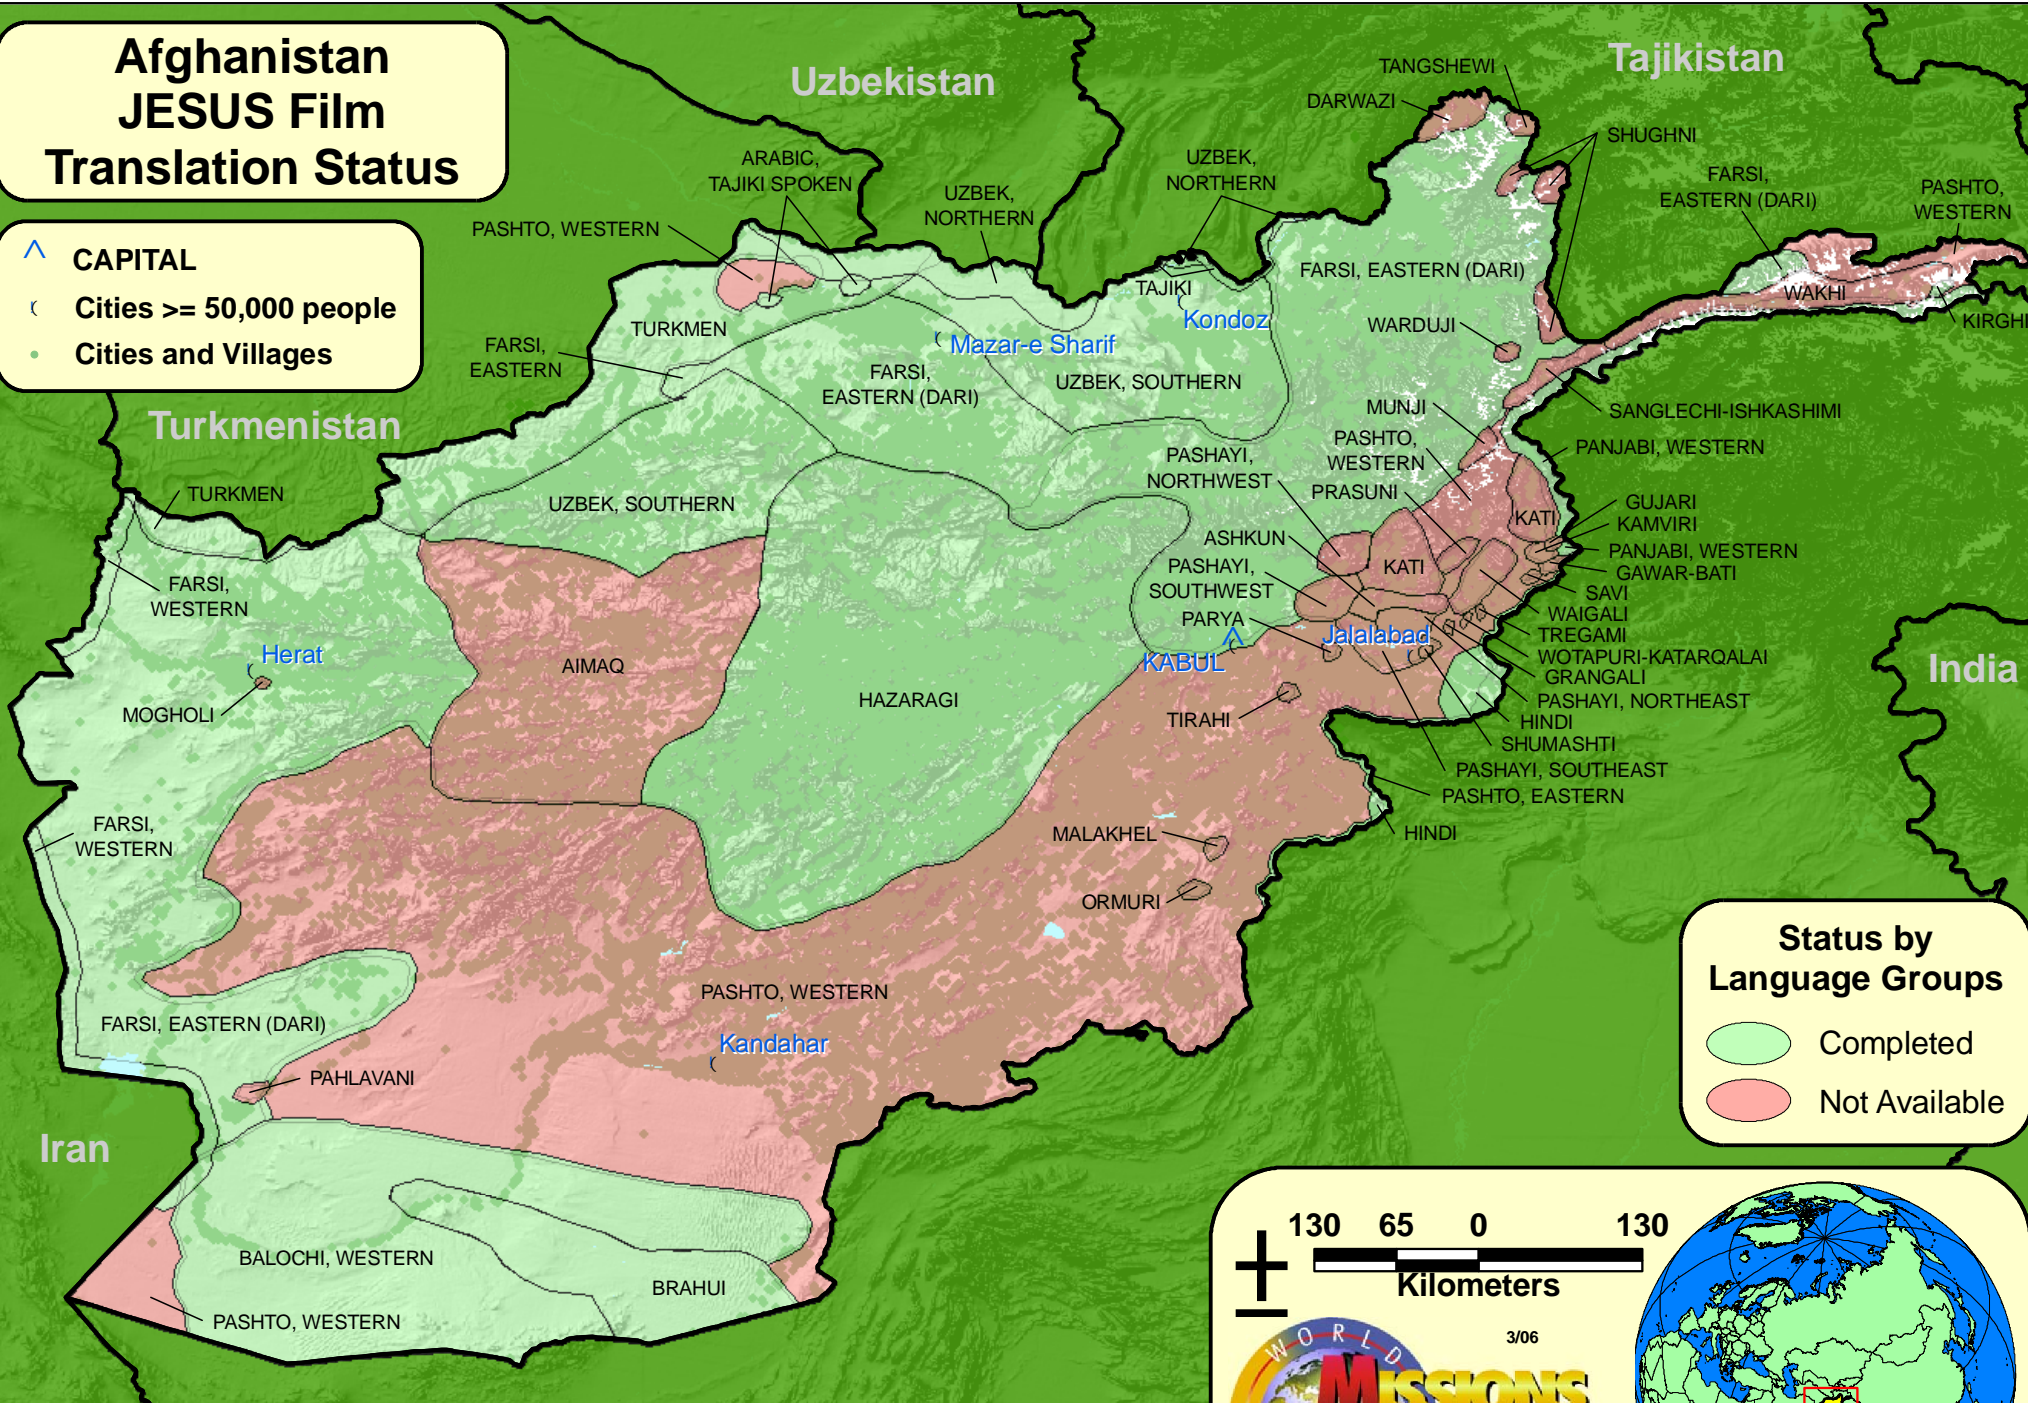 Afghanistan
JESUS Film
Translation Status
CAPITAL
Cities >= 50,000 people
Cities and Villages
Uzbekistan
Tajikistan
Turkmenistan
Iran
India
TANGSHEWI
DARWAZI
SHUGHNI
ARABIC,
TAJIKI SPOKEN
UZBEK,
NORTHERN
UZBEK,
NORTHERN
FARSI,
EASTERN (DARI)
PASHTO,
WESTERN
PASHTO, WESTERN
FARSI, EASTERN (DARI)
TAJIKI
Kondoz
WAKHI
KIRGHI
TURKMEN
WARDUJI
FARSI,
EASTERN
Mazar-e Sharif
FARSI,
EASTERN (DARI)
UZBEK, SOUTHERN
MUNJI
SANGLECHI-ISHKASHIMI
PASHTO,
WESTERN
PANJABI, WESTERN
PASHAYI,
NORTHWEST
PRASUNI
TURKMEN
UZBEK, SOUTHERN
KATI
GUJARI
KAMVIRI
ASHKUN
PANJABI, WESTERN
KATI
GAWAR-BATI
PASHAYI,
SOUTHWEST
SAVI
FARSI,
WESTERN
WAIGALI
PARYA
TREGAMI
Jalalabad
Herat
KABUL
WOTAPURI-KATARQALAI
AIMAQ
GRANGALI
HAZARAGI
PASHAYI, NORTHEAST
MOGHOLI
TIRAHI
HINDI
SHUMASHTI
PASHAYI, SOUTHEAST
PASHTO, EASTERN
FARSI,
WESTERN
MALAKHEL
HINDI
ORMURI
PASHTO, WESTERN
FARSI, EASTERN (DARI)
Kandahar
PAHLAVANI
BALOCHI, WESTERN
BRAHUI
PASHTO, WESTERN
Status by
Language Groups
Completed
Not Available
130 65 0 130
Kilometers
3/06
WORLD
MISSIONS